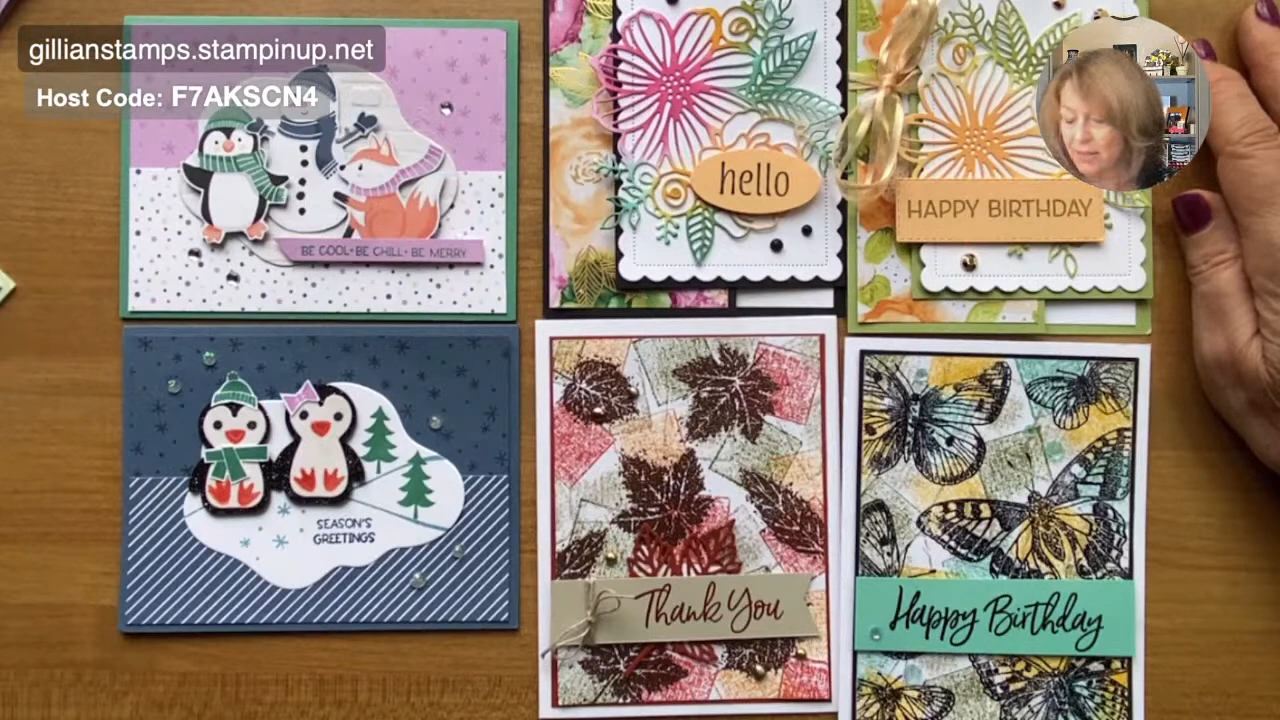 gillianstamps.stampinup.net
Host Code: F7AKSCN4
BE COOL • BE CHILL • BE MERRY
hello
HAPPY BIRTHDAY
SEASON'S
GREETINGS
Thank You
Happy Birthday